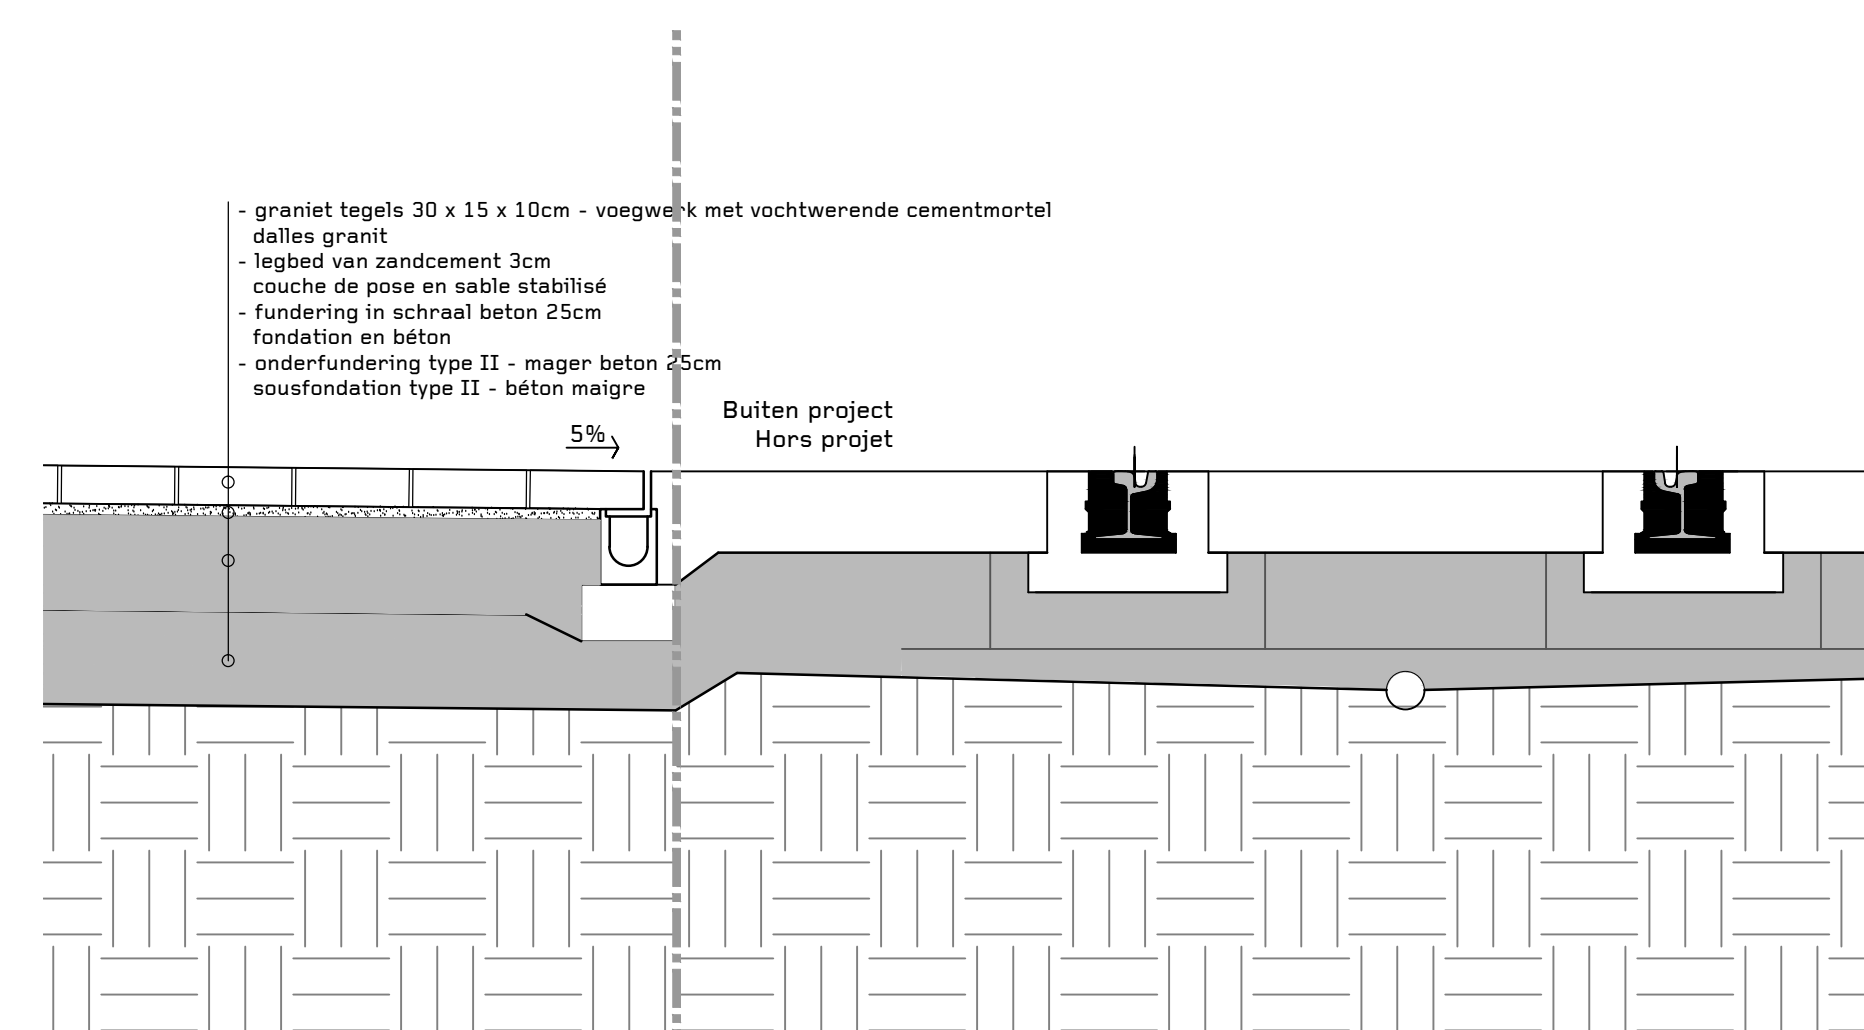 - graniet tegels 30 x 15 x 10cm - voegwerk met vochtwerende cementmortel
dalles granit
- legbed van zandcement 3cm
couche de pose en sable stabilisé
- fundering in schraal beton 25cm
fondation en béton
- onderfundering type II - mager beton 25cm
sousfondation type II - béton maigre
Buiten project
Hors projet
5%